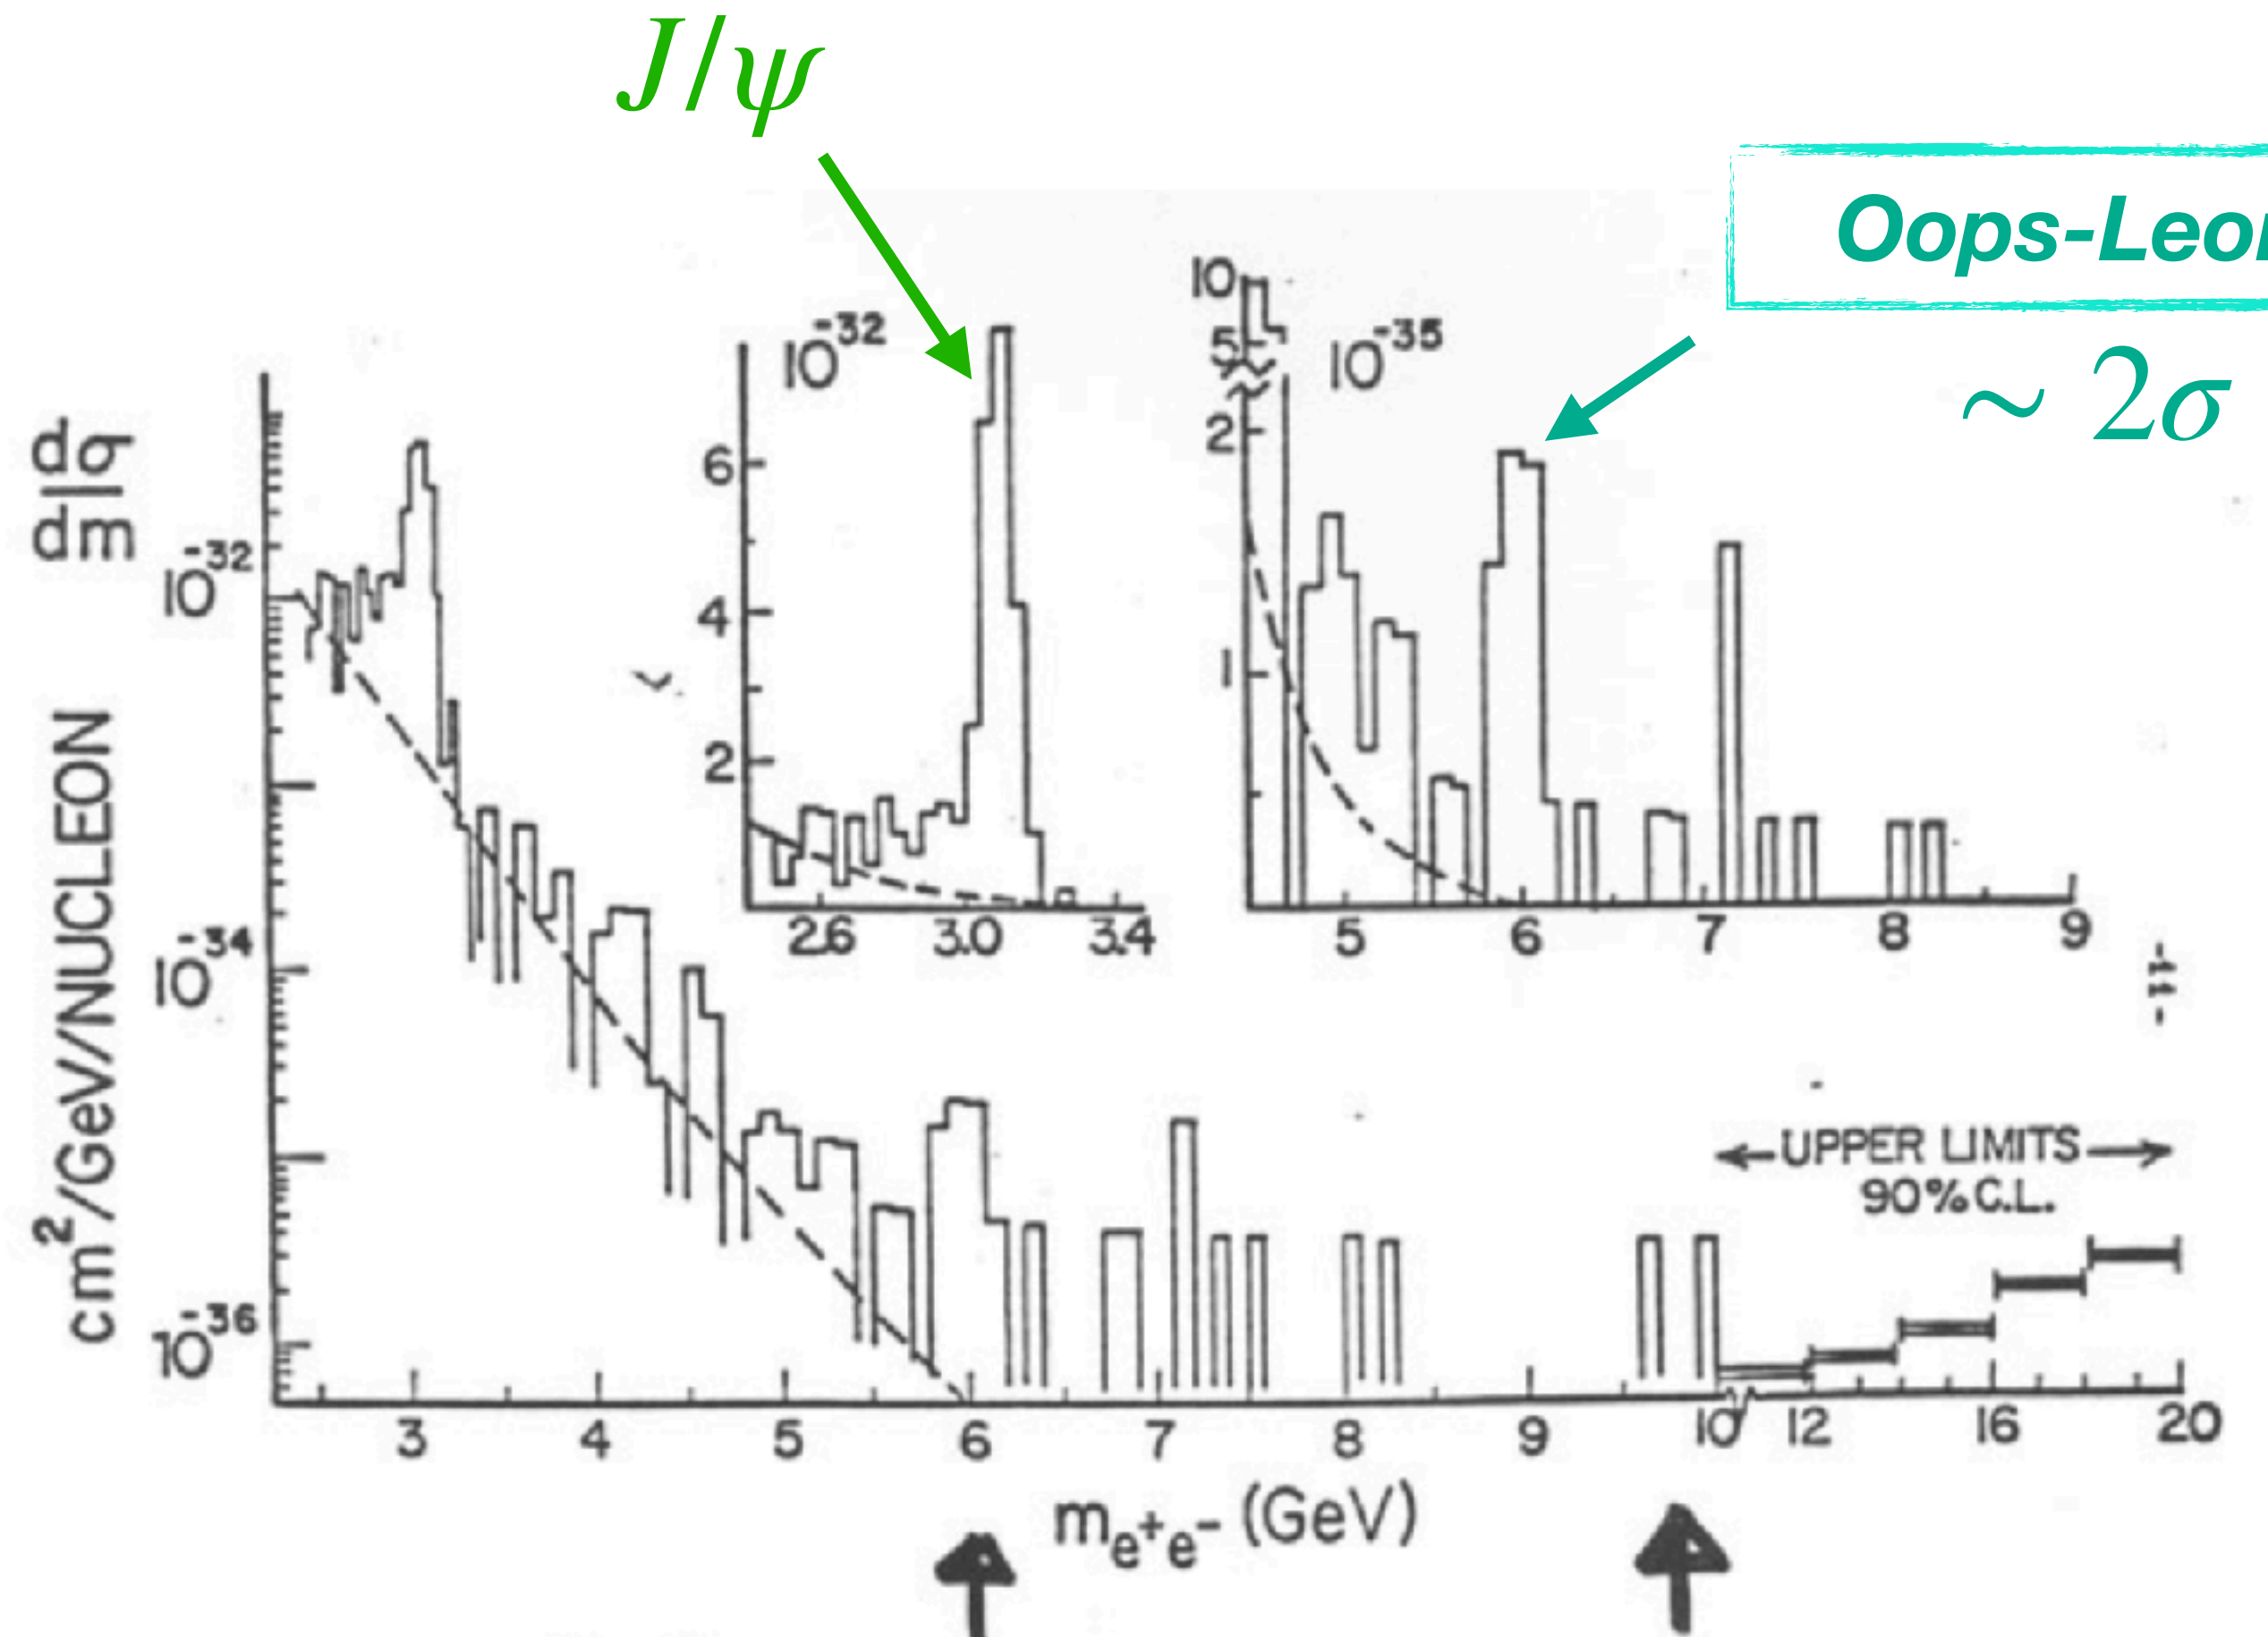 J/ψ
Oops-Leon
~ 2σ
dσ
dm
cm²/GeV/NUCLEON
10⁻³²
10⁻³⁴
10⁻³⁶
10⁻³²
6
4
2
2.6 3.0 3.4
10
5
2
1
10⁻³⁵
5 6 7 8 9
-11-
← UPPER LIMITS →
90% C.L.
3 4 5 6 7 8 9 10 12 16 20
mₑ⁺ₑ⁻ (GeV)